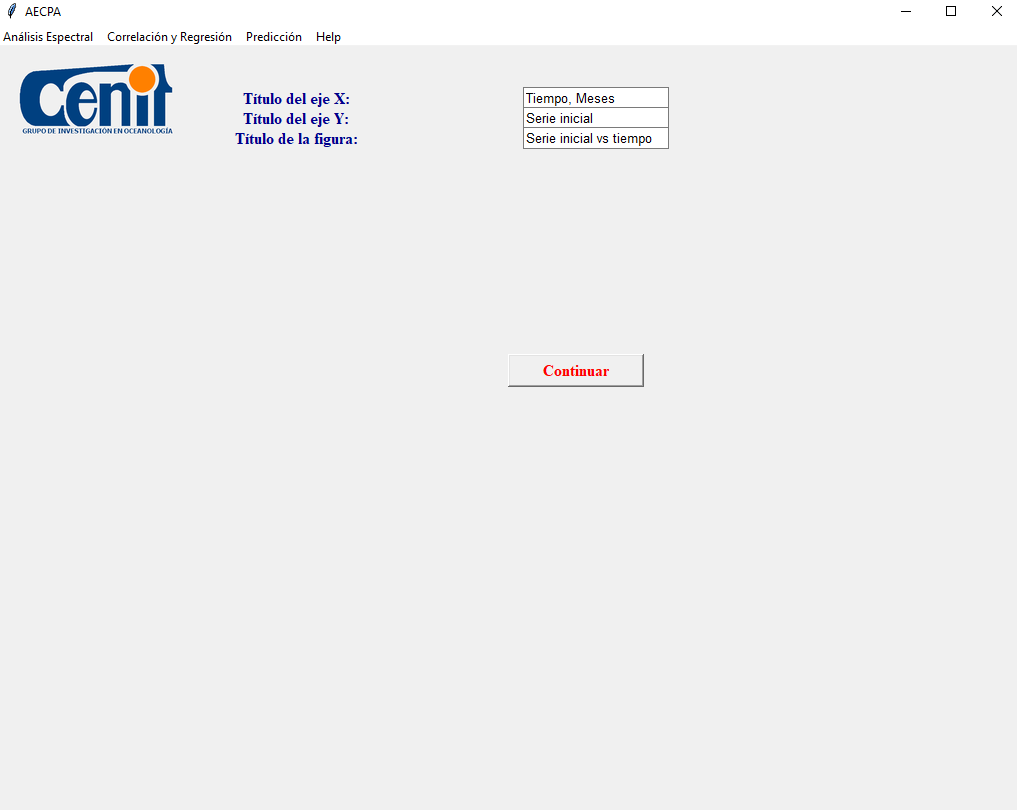 AECPA
Análisis Espectral Correlación y Regresión Predicción Help
Cenit
GRUPO DE INVESTIGACIÓN EN OCEANOLOGÍA
Título del eje X: Tiempo, Meses
Título del eje Y: Serie inicial
Título de la figura: Serie inicial vs tiempo
Continuar